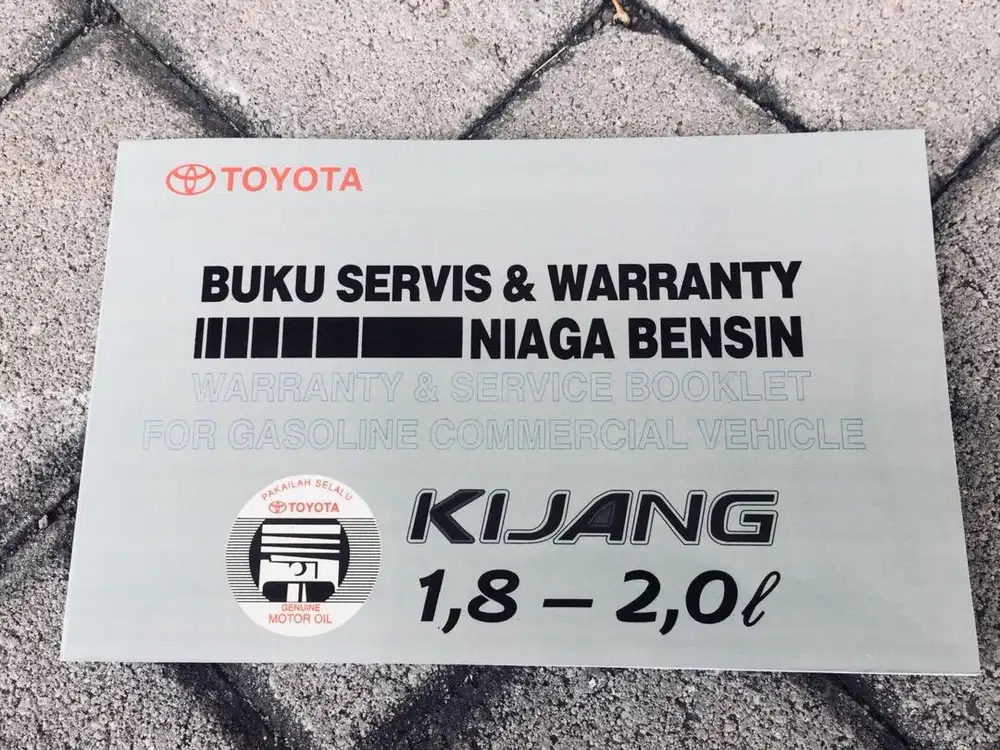 TOYOTA
BUKU SERVIS & WARRANTY
NIAGA BENSIN
WARRANTY & SERVICE BOOKLET
FOR GASOLINE COMMERCIAL VEHICLE
PAKAILAH SELALU
TOYOTA
GENUINE
MOTOR OIL
KIJANG
1,8 – 2,0ℓ